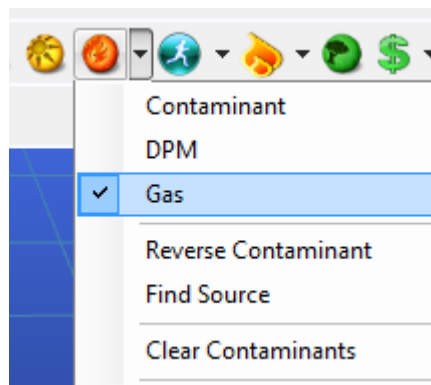 Contaminant
DPM
Gas
Reverse Contaminant
Find Source
Clear Contaminants